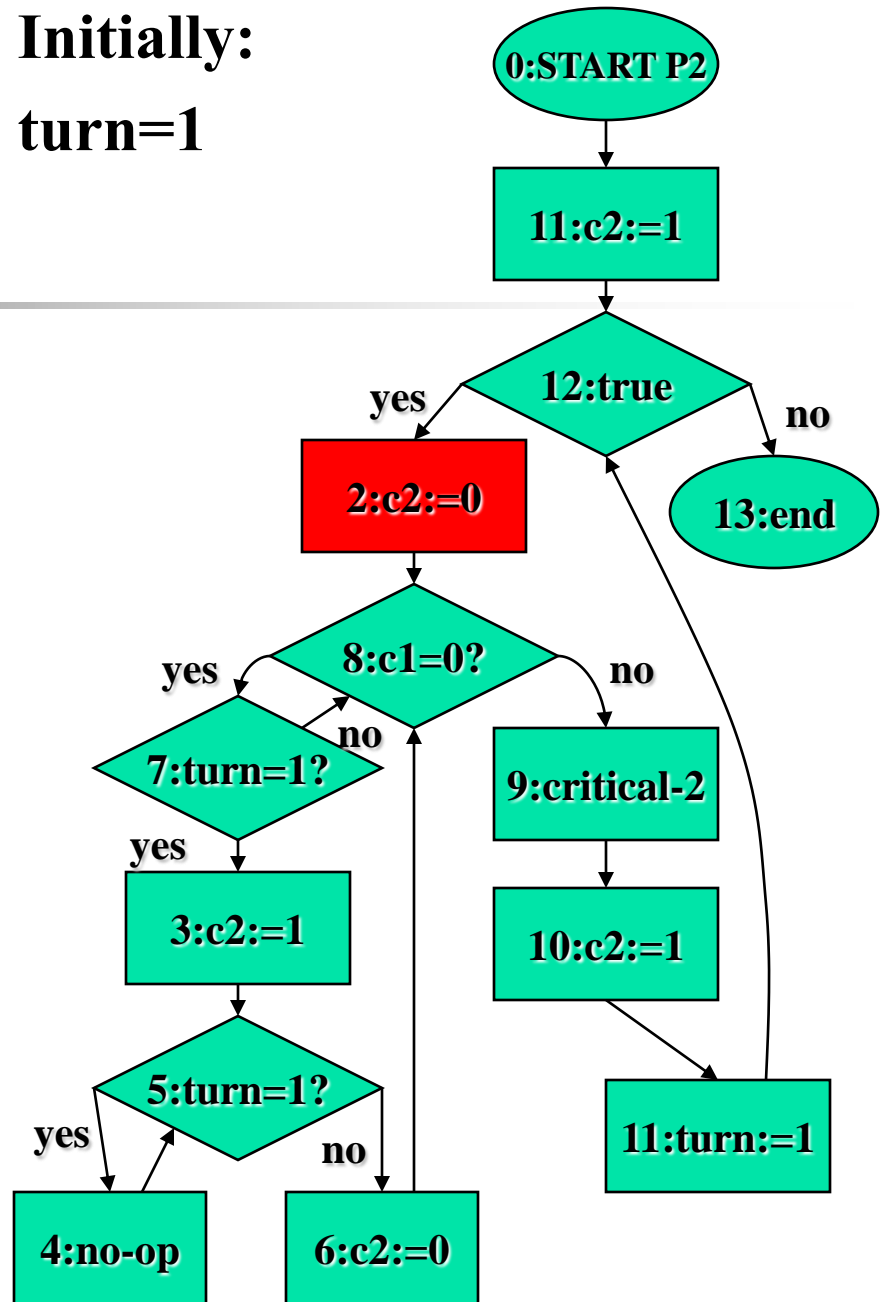 Initially:
turn=1
0:START P2
11:c2:=1
12:true
yes
no
2:c2:=0
13:end
8:c1=0?
yes
no
7:turn=1?
no
9:critical-2
yes
3:c2:=1
10:c2:=1
5:turn=1?
yes
no
11:turn:=1
4:no-op
6:c2:=0